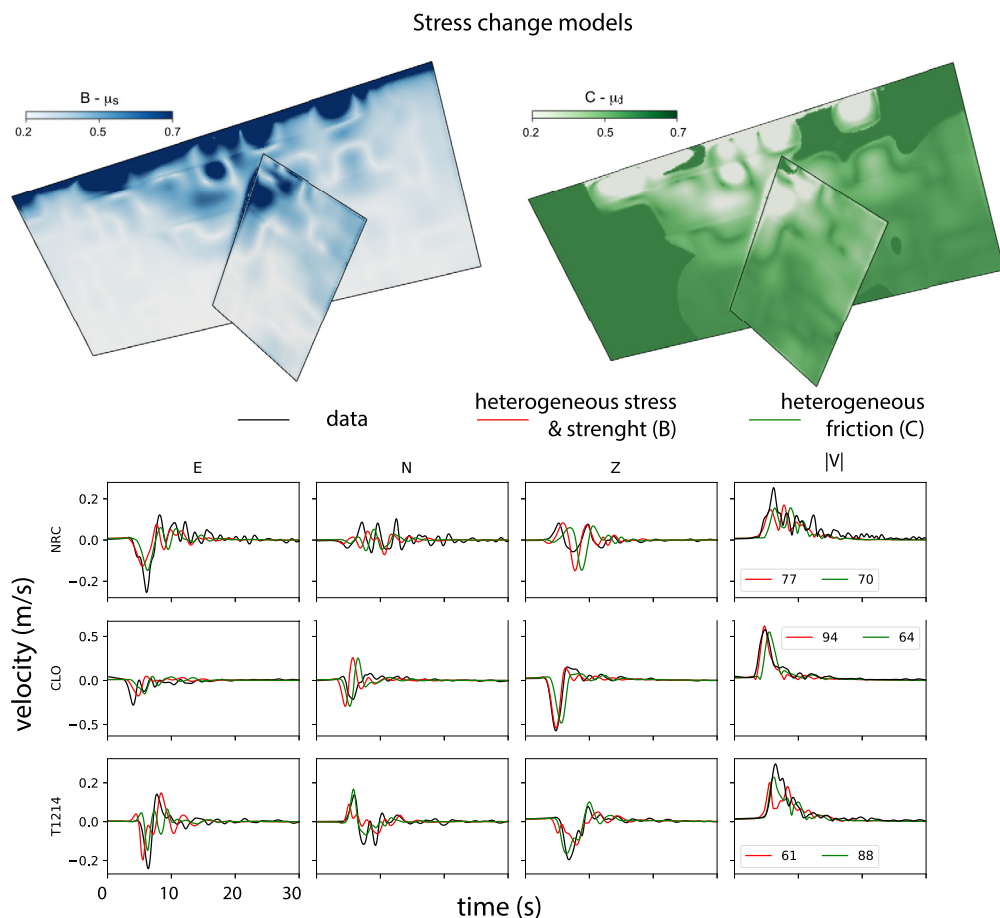 Stress change models
B - μs
0.2 0.5 0.7
C - μd
0.2 0.5 0.7
data
heterogeneous stress
& strenght (B)
heterogeneous
friction (C)
E N Z |V|
velocity (m/s)
NRC
0.2
0.0
−0.2
77 70
CLO
0.5
0.0
−0.5
94 64
T1214
0.2
0.0
−0.2
61 88
0 10 20 30
time (s)